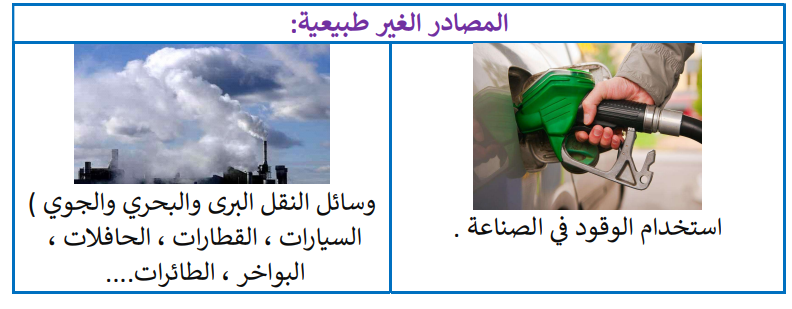 المصادر الغير طبيعية:
استخدام الوقود في الصناعة .
وسائل النقل البرى والبحري والجوي )
السيارات ، القطارات ، الحافلات ،
البواخر ، الطائرات....